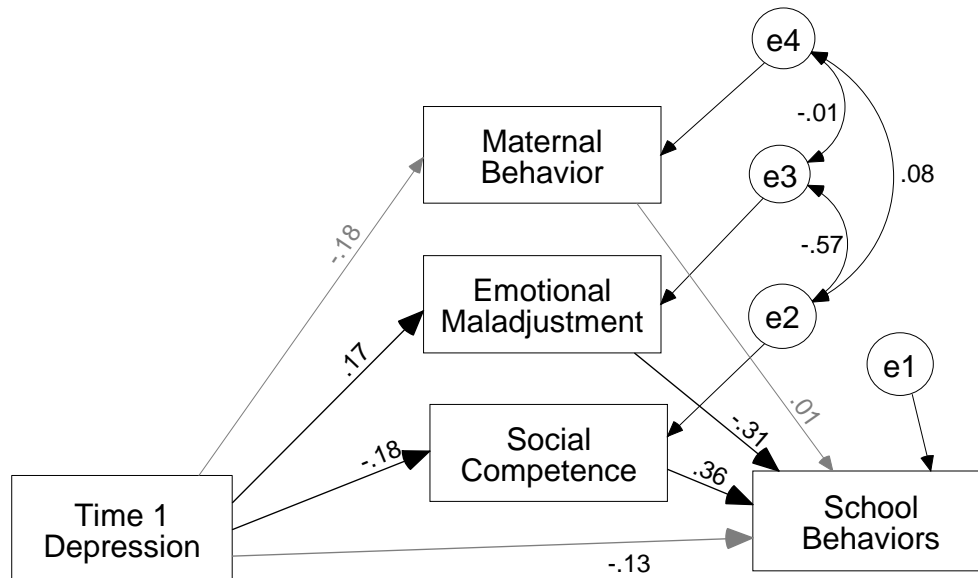 e4
-.01
Maternal
Behavior
e3
.08
-.18
-.57
Emotional
Maladjustment
e2
.17
e1
.01
-.31
Social
Competence
-.18
.36
Time 1
Depression
School
Behaviors
-.13